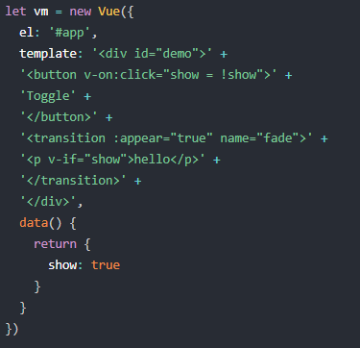 let vm = new Vue({
  el: '#app',
  template: '<div id="demo">' +
  '<button v-on:click="show = !show">' +
  'Toggle' +
  '</button>' +
  '<transition :appear="true" name="fade">' +
  '<p v-if="show">hello</p>' +
  '</transition>' +
  '</div>',
  data() {
    return {
      show: true
    }
  }
})